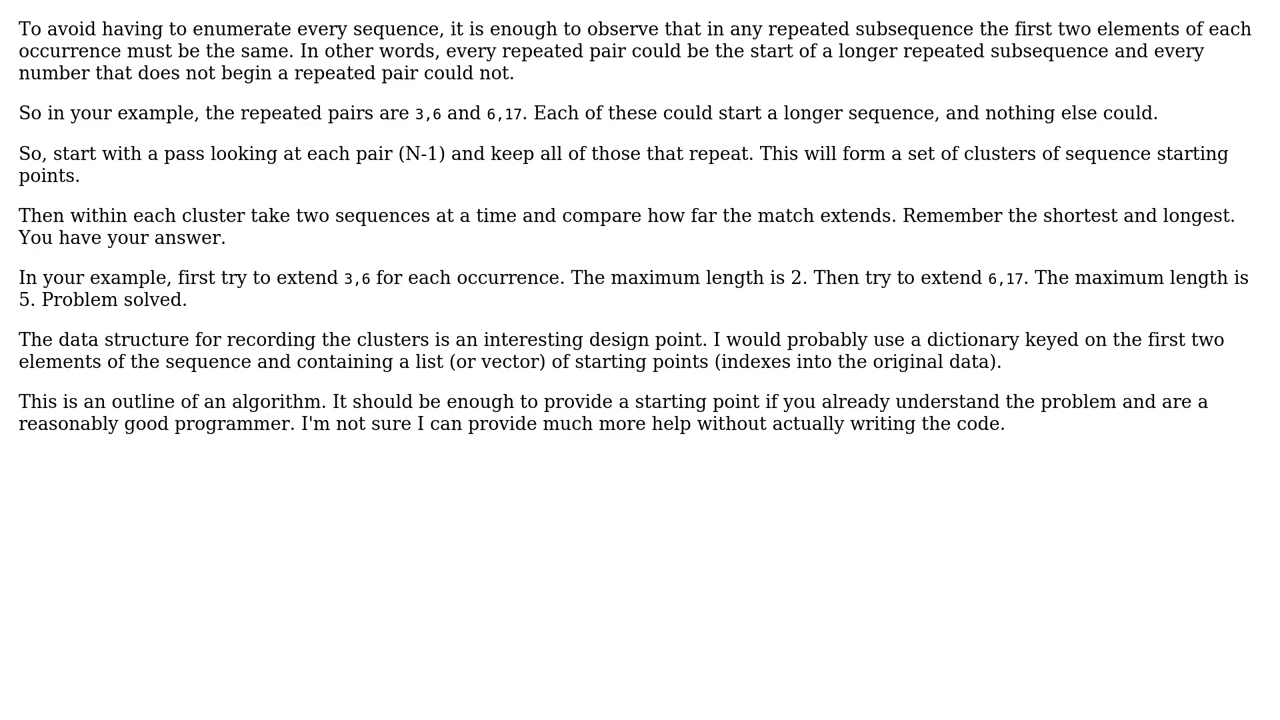 To avoid having to enumerate every sequence, it is enough to observe that in any repeated subsequence the first two elements of each
occurrence must be the same. In other words, every repeated pair could be the start of a longer repeated subsequence and every
number that does not begin a repeated pair could not.
So in your example, the repeated pairs are 3,6 and 6,17. Each of these could start a longer sequence, and nothing else could.
So, start with a pass looking at each pair (N-1) and keep all of those that repeat. This will form a set of clusters of sequence starting
points.
Then within each cluster take two sequences at a time and compare how far the match extends. Remember the shortest and longest.
You have your answer.
In your example, first try to extend 3,6 for each occurrence. The maximum length is 2. Then try to extend 6,17. The maximum length is
5. Problem solved.
The data structure for recording the clusters is an interesting design point. I would probably use a dictionary keyed on the first two
elements of the sequence and containing a list (or vector) of starting points (indexes into the original data).
This is an outline of an algorithm. It should be enough to provide a starting point if you already understand the problem and are a
reasonably good programmer. I'm not sure I can provide much more help without actually writing the code.